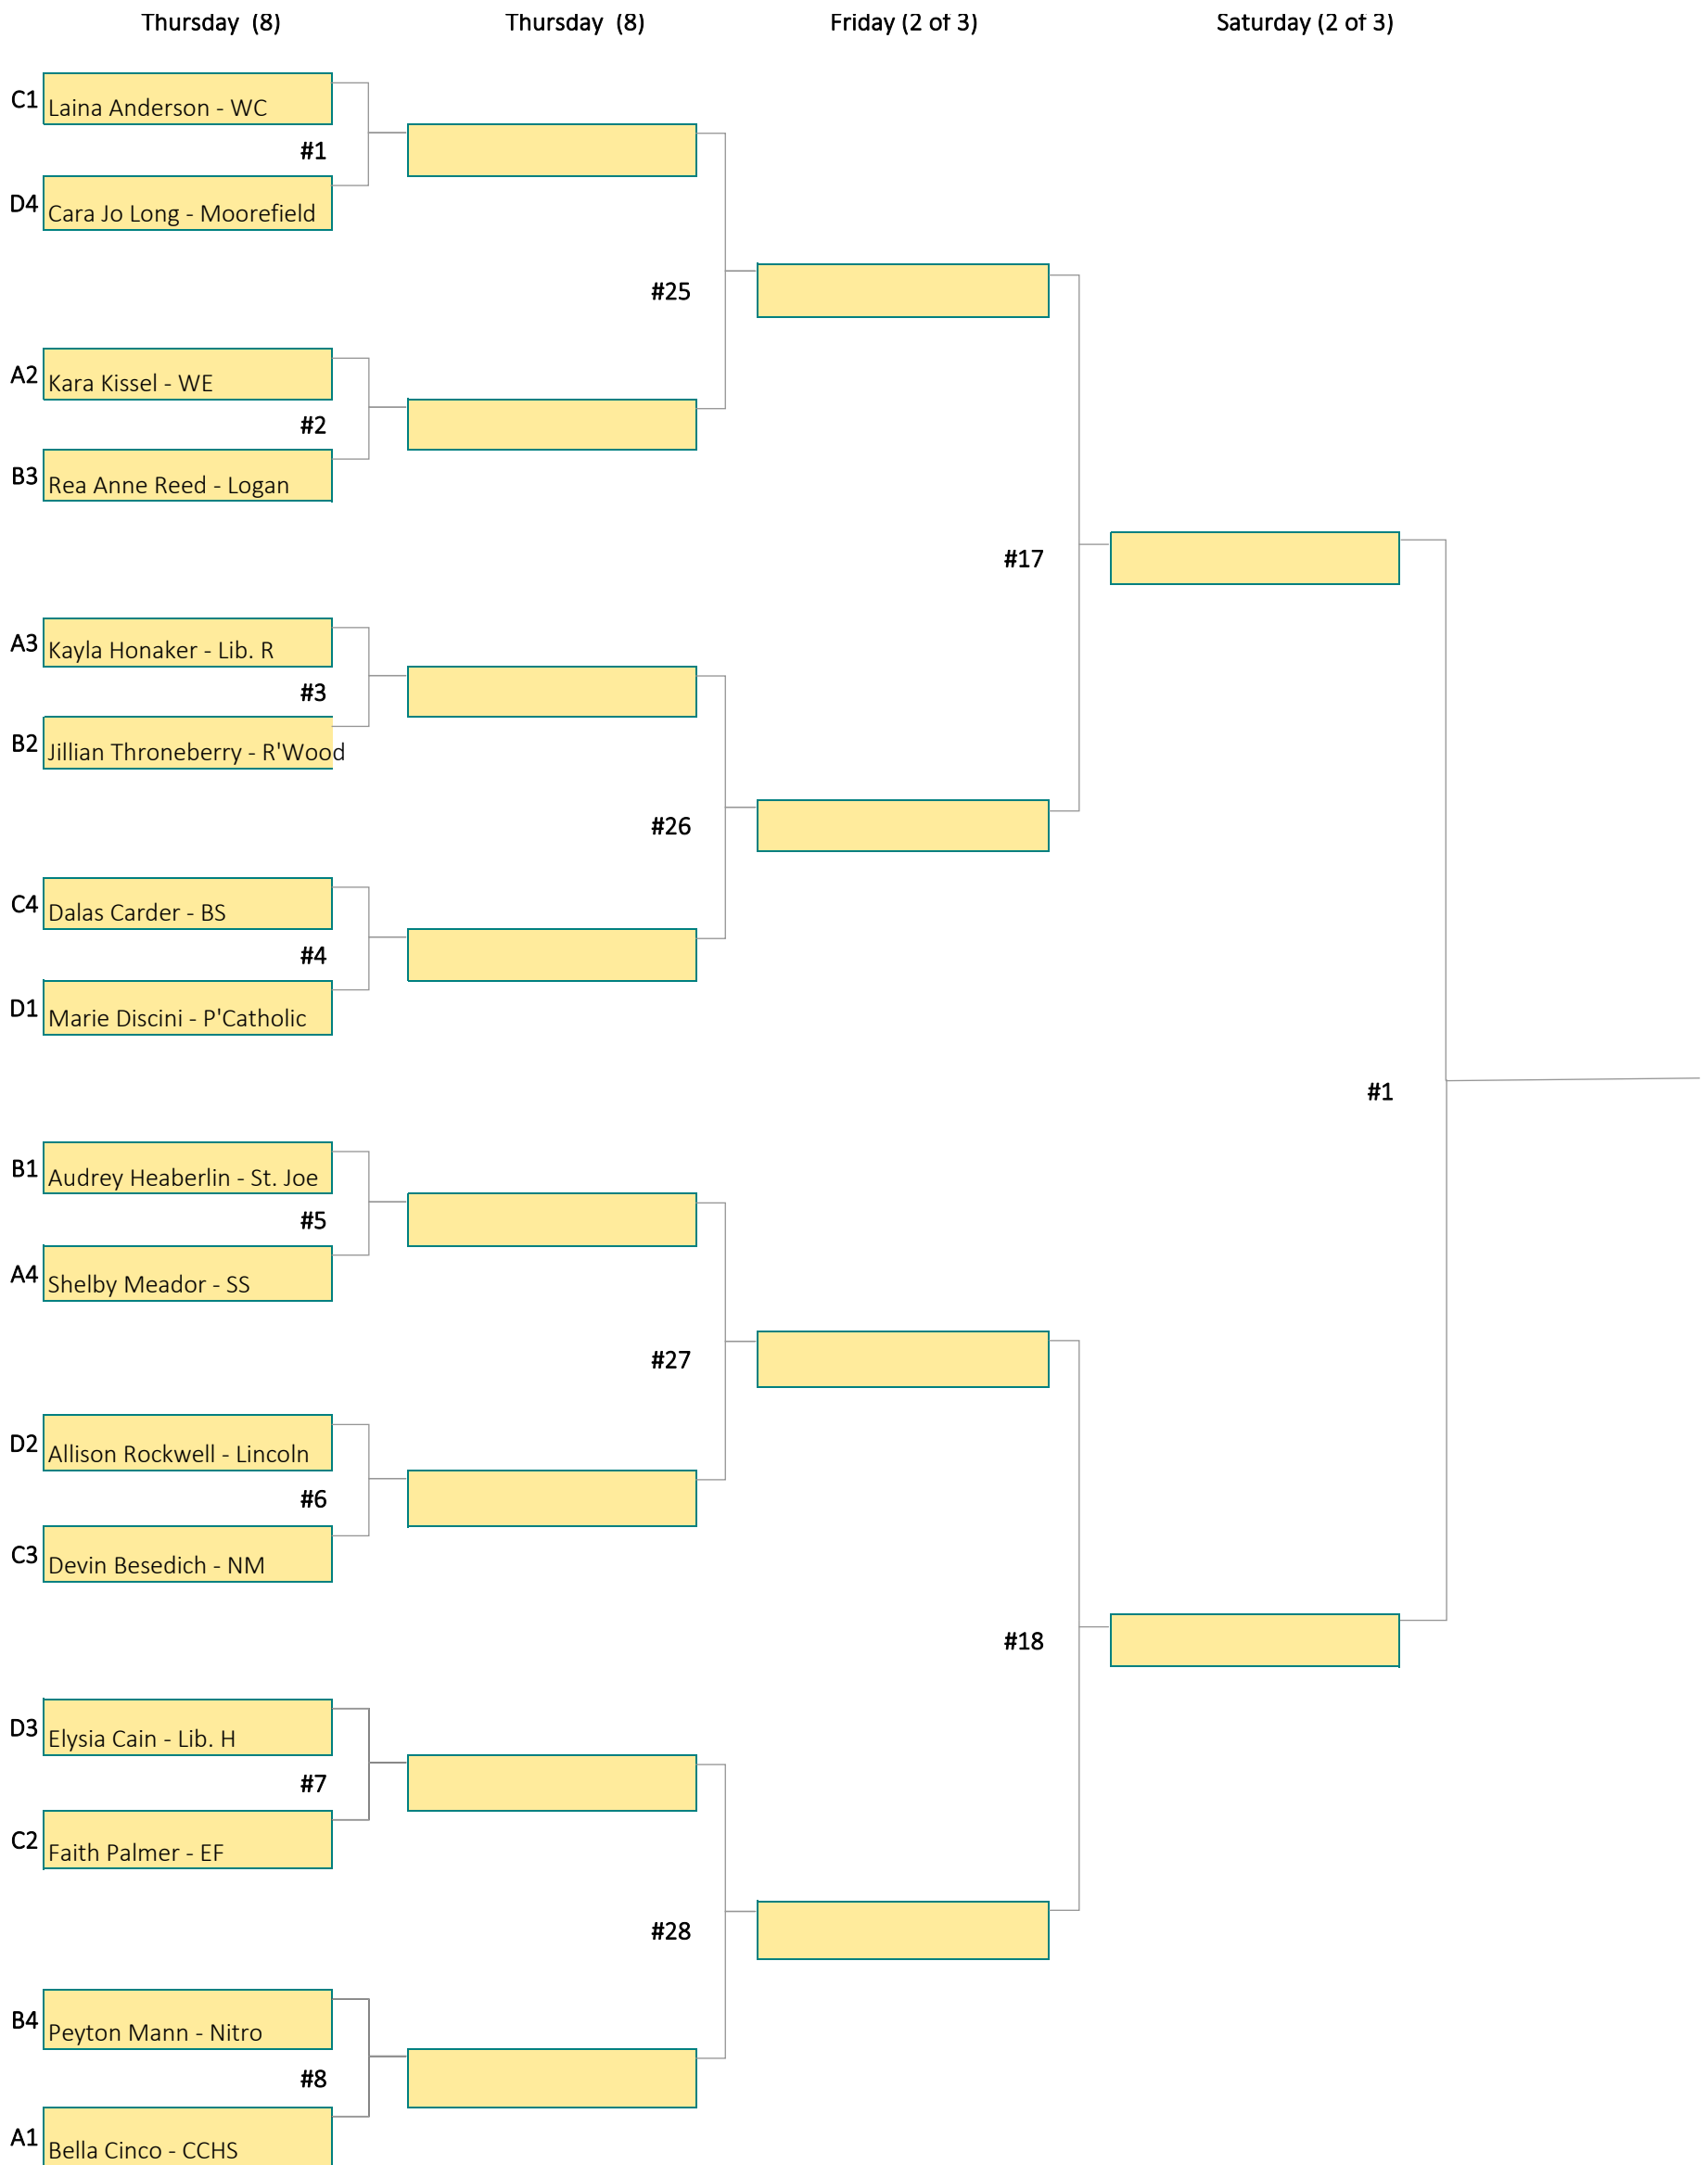 Thursday  (8)
Thursday  (8)
Friday (2 of 3)
Saturday (2 of 3)
C1 Laina Anderson - WC
#1
D4 Cara Jo Long - Moorefield
#25
A2 Kara Kissel - WE
#2
B3 Rea Anne Reed - Logan
#17
A3 Kayla Honaker - Lib. R
#3
B2 Jillian Throneberry - R'Wood
#26
C4 Dalas Carder - BS
#4
D1 Marie Discini - P'Catholic
#1
B1 Audrey Heaberlin - St. Joe
#5
A4 Shelby Meador - SS
#27
D2 Allison Rockwell - Lincoln
#6
C3 Devin Besedich - NM
#18
D3 Elysia Cain - Lib. H
#7
C2 Faith Palmer - EF
#28
B4 Peyton Mann - Nitro
#8
A1 Bella Cinco - CCHS